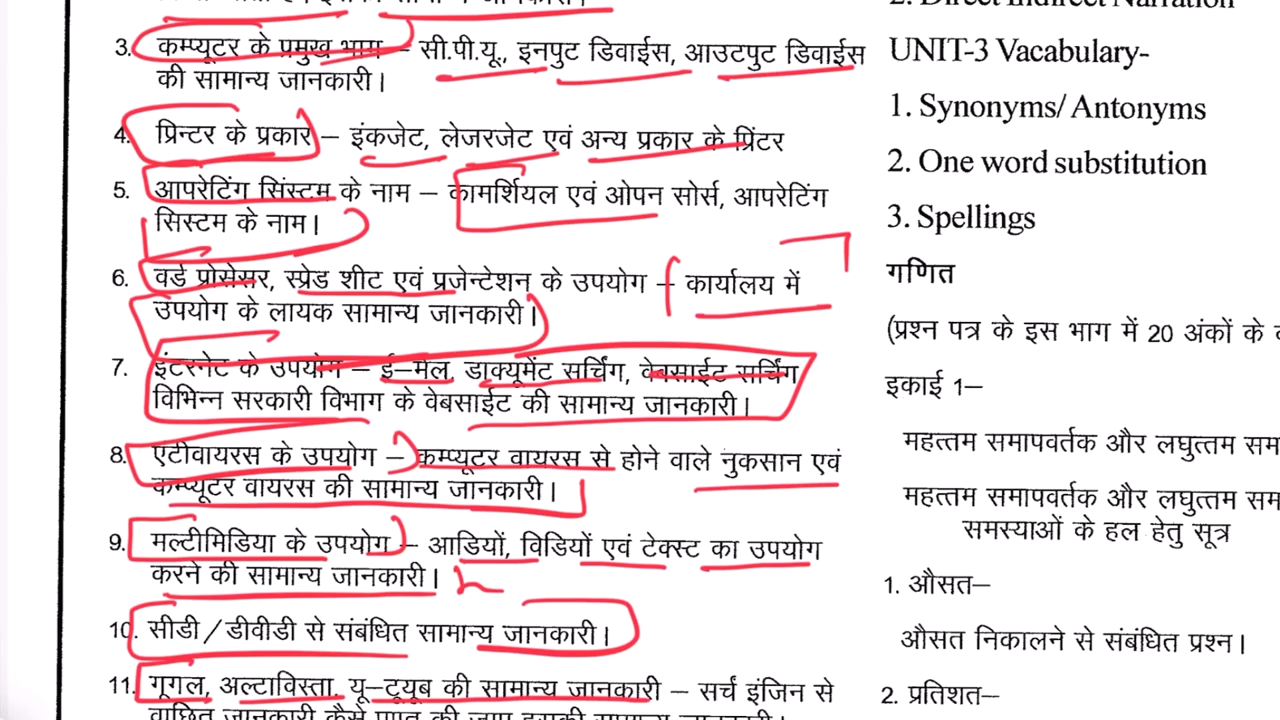 3. कम्प्यूटर के प्रमुख भाग – सी.पी.यू., इनपुट डिवाईस, आउटपुट डिवाईस
की सामान्य जानकारी।
4. प्रिन्टर के प्रकार – इंकजेट, लेजरजेट एवं अन्य प्रकार के प्रिंटर
5. आपरेटिंग सिंस्टम के नाम – कामर्शियल एवं ओपन सोर्स, आपरेटिंग
सिस्टम के नाम।
6. वर्ड प्रोसेसर, स्प्रेड शीट एवं प्रजेन्टेशन के उपयोग – कार्यालय में
उपयोग के लायक सामान्य जानकारी।
7. इंटरनेट के उपयोग – ई–मेल, डाक्यूमेंट सर्चिंग, वेबसाईट सर्चिंग
विभिन्न सरकारी विभाग के वेबसाईट की सामान्य जानकारी।
8. एंटीवायरस के उपयोग – कम्प्यूटर वायरस से होने वाले नुकसान एवं
कम्प्यूटर वायरस की सामान्य जानकारी।
9. मल्टीमिडिया के उपयोग – आडियों, विडियों एवं टेक्स्ट का उपयोग
करने की सामान्य जानकारी।
10. सीडी/डीवीडी से संबंधित सामान्य जानकारी।
11. गूगल, अल्टाविस्ता, यू–टूयूब की सामान्य जानकारी – सर्च इंजिन से
2. Direct Indirect Narration
UNIT-3 Vacabulary-
1. Synonyms/ Antonyms
2. One word substitution
3. Spellings
गणित
(प्रश्न पत्र के इस भाग में 20 अंकों के
इकाई 1–
महत्तम समापवर्तक और लघुत्तम
महत्तम समापवर्तक और लघुत्तम
समस्याओं के हल हेतु सूत्र
1. औसत–
औसत निकालने से संबंधित प्रश्न।
2. प्रतिशत–